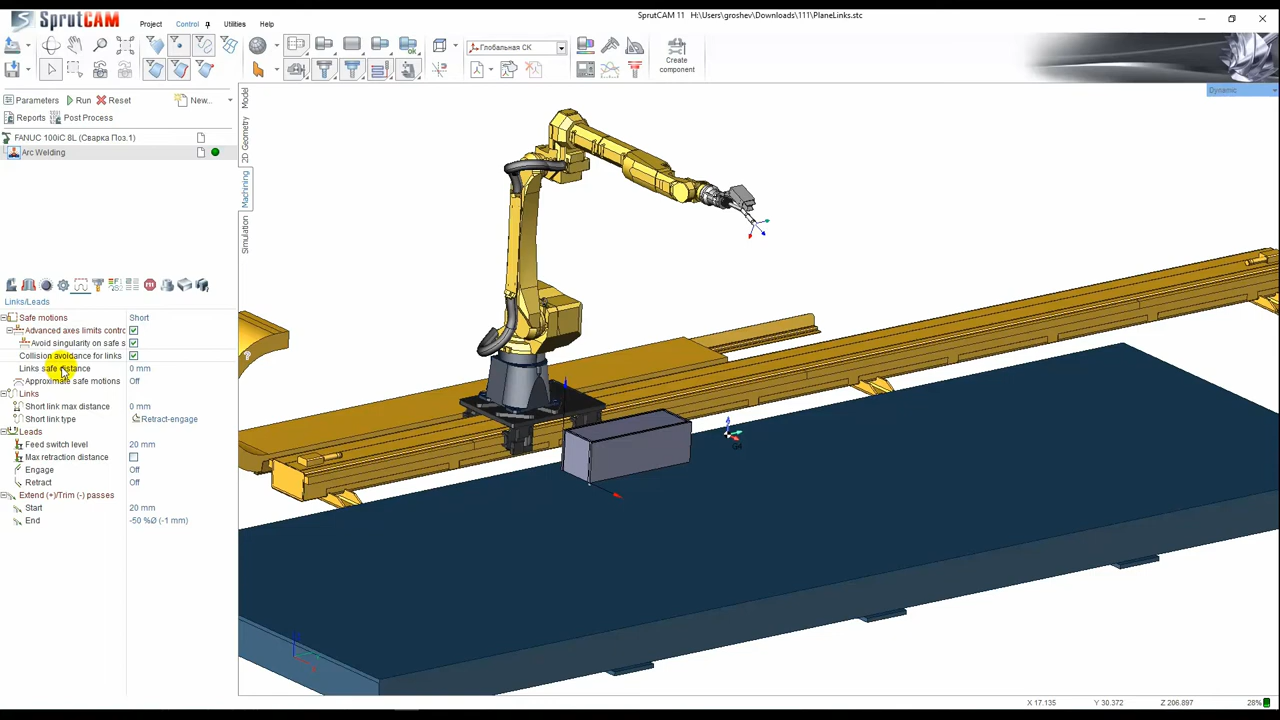 SprutCAM
Project
Control
Utilities
Help
SprutCAM 11 H:\Users\groshev\Downloads\111\PlaneLinks.stc
Глобальная СК
Create
component
Dynamic
Parameters
Run
Reset
New...
Reports
Post Process
FANUC 100iC 8L (Сварка Поз.1)
Arc Welding
Model
2D Geometry
Machining
Simulation
Links/Leads
Safe motions Short
Advanced axes limits contrc
Avoid singularity on safe s
Collision avoidance for links
Links safe distance 0 mm
Approximate safe motions Off
Links
Short link max distance 0 mm
Short link type Retract-engage
Leads
Feed switch level 20 mm
Max retraction distance
Engage Off
Retract Off
Extend (+)/Trim (-) passes
Start 20 mm
End -50 %Ø (-1 mm)
X 17.135
Y 30.372
Z 206.897
28%